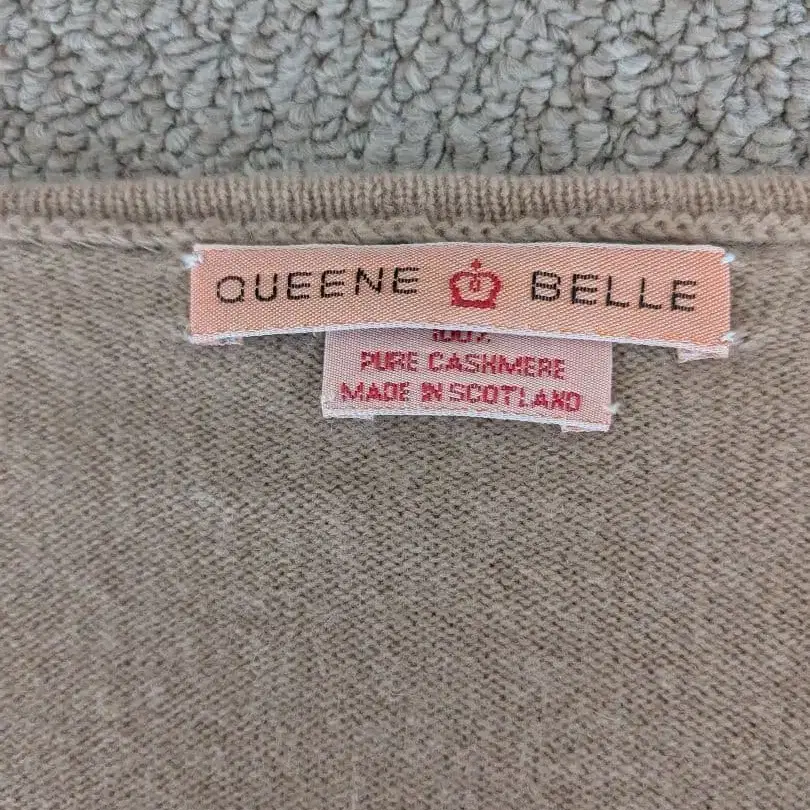 QUEENE BELLE
100%
PURE CASHMERE
MADE IN SCOTLAND